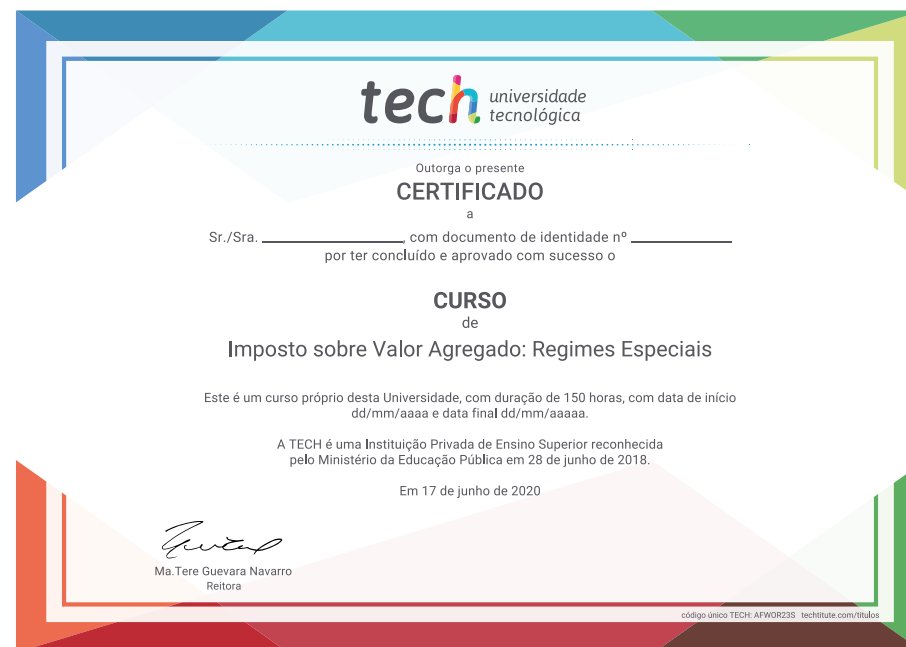 tech universidade
tecnológica
Outorga o presente
CERTIFICADO
a
Sr./Sra. ____________, com documento de identidade nº ____________
por ter concluído e aprovado com sucesso o
CURSO
de
Imposto sobre Valor Agregado: Regimes Especiais
Este é um curso próprio desta Universidade, com duração de 150 horas, com data de início
dd/mm/aaaa e data final dd/mm/aaaaa.
A TECH é uma Instituição Privada de Ensino Superior reconhecida
pelo Ministério da Educação Pública em 28 de junho de 2018.
Em 17 de junho de 2020
Ma.Tere Guevara Navarro
Reitora
código único TECH: AFWOR23S techtitute.com/titulos